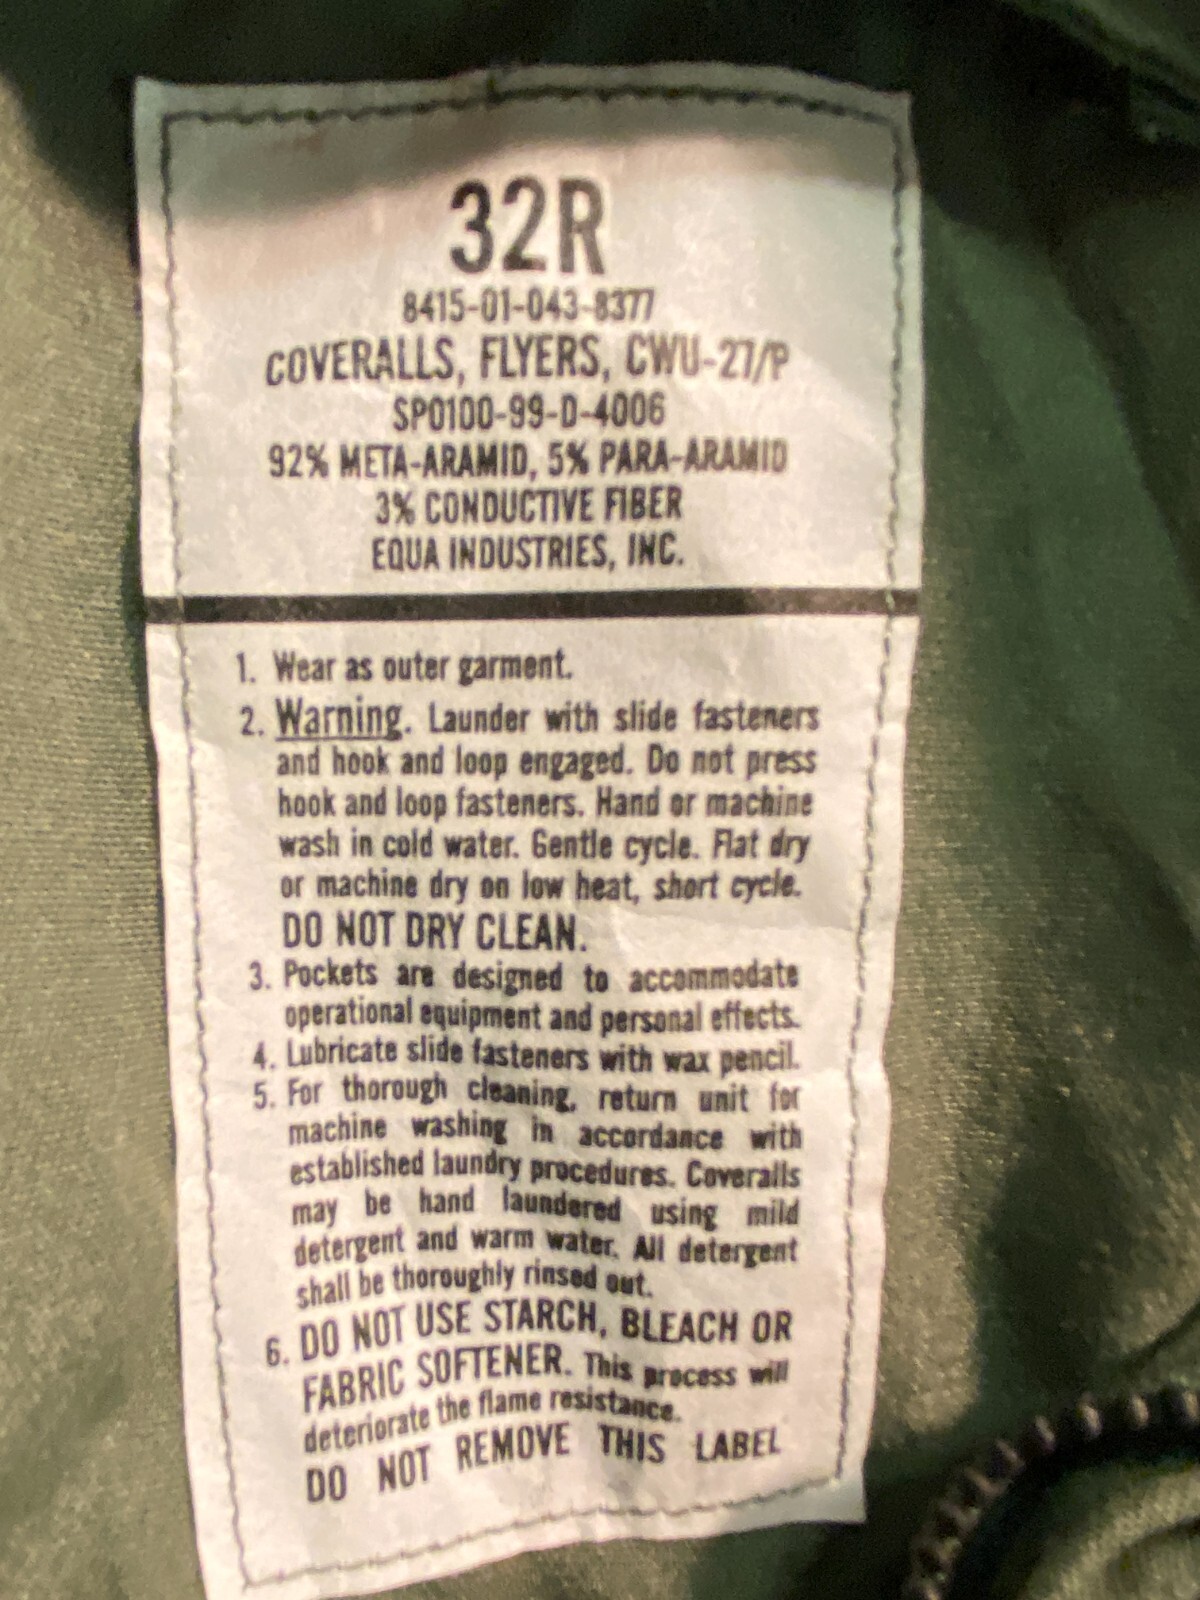 32R
8415-01-043-8377
COVERALLS, FLYERS, CWU-27/P
SP0100-99-D-4006
92% META-ARAMID, 5% PARA-ARAMID
3% CONDUCTIVE FIBER
EQUA INDUSTRIES, INC.
1. Wear as outer garment.
2. Warning. Launder with slide fasteners
and hook and loop engaged. Do not press
hook and loop fasteners. Hand or machine
wash in cold water. Gentle cycle. Flat dry
or machine dry on low heat, short cycle.
DO NOT DRY CLEAN.
3. Pockets are designed to accommodate
operational equipment and personal effects.
4. Lubricate slide fasteners with wax pencil.
5. For thorough cleaning, return unit for
machine washing in accordance with
established laundry procedures. Coveralls
may be hand laundered using mild
detergent and warm water. All detergent
shall be thoroughly rinsed out.
6. DO NOT USE STARCH, BLEACH OR
FABRIC SOFTENER. This process will
deteriorate the flame resistance.
DO NOT REMOVE THIS LABEL